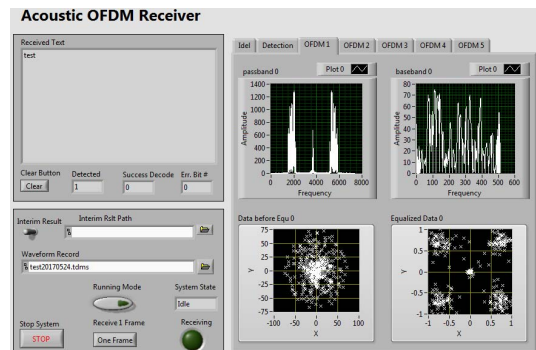 Acoustic OFDM Receiver
Received Text
test
Clear Button
Detected
Success Decode
Err. Bit #
Clear
1
0
0
Interim Result
Interim Rslt Path
Waveform Record
test20170524.tdms
Running Mode
System State
Idle
Stop System
Receive 1 Frame
Receiving
STOP
One Frame
Idel
Detection
OFDM 1
OFDM 2
OFDM 3
OFDM 4
OFDM 5
passband 0
Plot 0
Amplitude
1400
1200
1000
800
600
400
200
0
0 2000 4000 6000 8000
Frequency
baseband 0
Plot 0
Amplitude
80
70
60
50
40
30
20
10
0
0 100 200 300 400 500 600
Frequency
Data before Equ 0
Y
75
50
25
0
-25
-50
-75
-100 -50 0 50 100
X
Equalized Data 0
Y
1
0.5
0
-0.5
-1
-1 -0.5 0 0.5 1
X